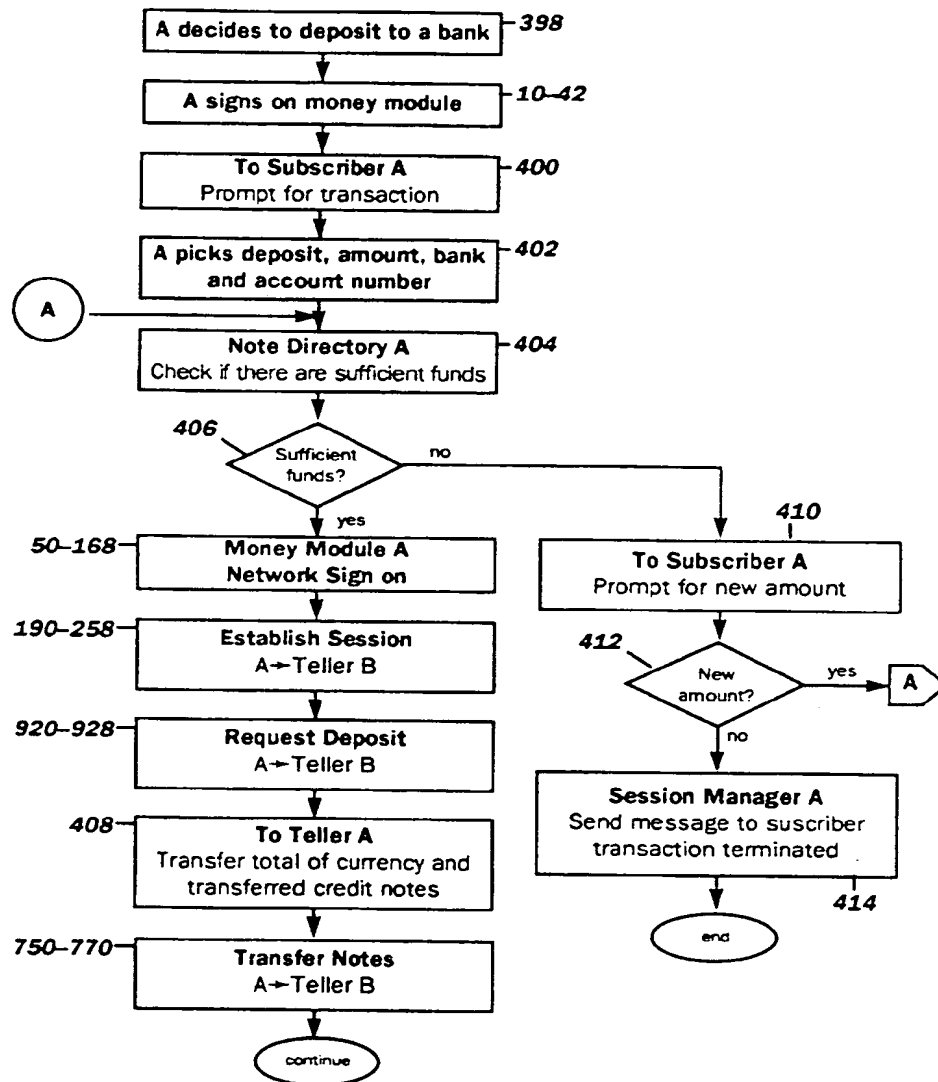 A decides to deposit to a bank
398
A signs on money module
10-42
To Subscriber A
Prompt for transaction
400
A picks deposit, amount, bank
and account number
402
A
Note Directory A
Check if there are sufficient funds
404
406
Sufficient
funds?
no
yes
50-168
Money Module A
Network Sign on
190-258
Establish Session
A→Teller B
920-928
Request Deposit
A→Teller B
408
To Teller A
Transfer total of currency and
transferred credit notes
750-770
Transfer Notes
A→Teller B
continue
410
To Subscriber A
Prompt for new amount
412
New
amount?
yes
A
no
Session Manager A
Send message to suscriber
transaction terminated
414
end